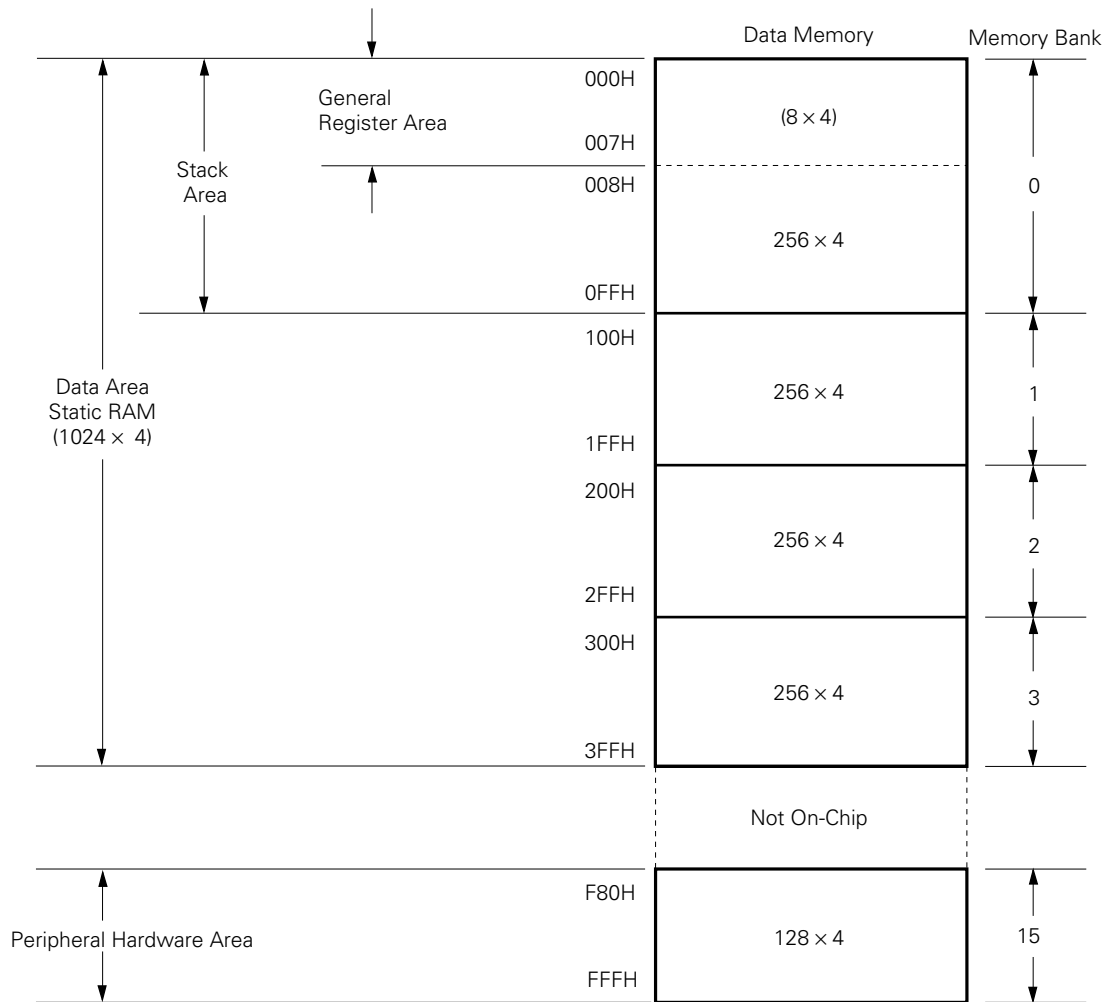 Data Memory
Memory Bank
000H
General
Register Area
(8 × 4)
007H
Stack
Area
008H
0
256 × 4
0FFH
100H
Data Area
Static RAM
(1024 × 4)
256 × 4
1
1FFH
200H
256 × 4
2
2FFH
300H
256 × 4
3
3FFH
Not On-Chip
F80H
Peripheral Hardware Area
128 × 4
15
FFFH